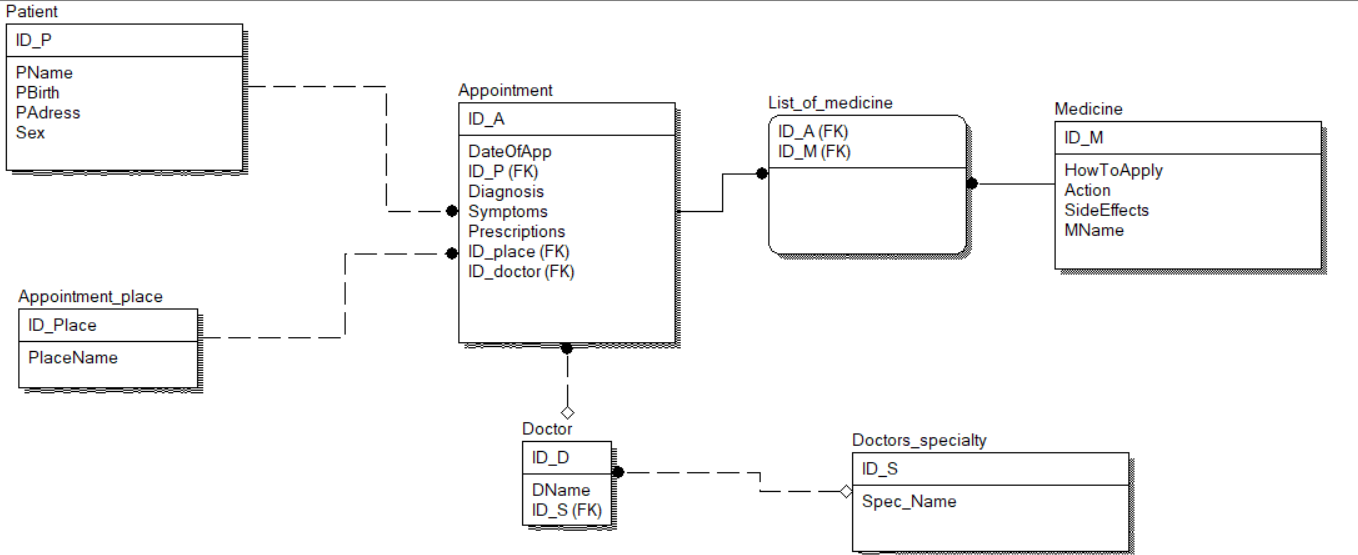 Patient
ID_P
PName
PBirth
PAdress
Sex
Appointment
ID_A
DateOfApp
ID_P (FK)
Diagnosis
Symptoms
Prescriptions
ID_place (FK)
ID_doctor (FK)
List_of_medicine
ID_A (FK)
ID_M (FK)
Medicine
ID_M
HowToApply
Action
SideEffects
MName
Appointment_place
ID_Place
PlaceName
Doctor
ID_D
DName
ID_S (FK)
Doctors_specialty
ID_S
Spec_Name